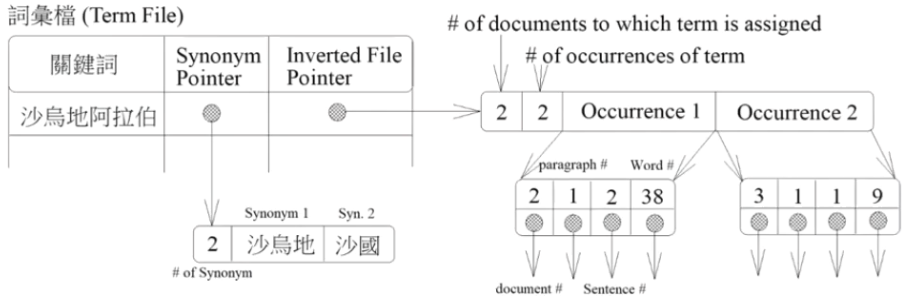 詞彙檔 (Term File)
關鍵詞
Synonym Pointer
Inverted File Pointer
沙烏地阿拉伯
# of documents to which term is assigned
# of occurrences of term
2 2 Occurrence 1 Occurrence 2
paragraph # Word #
2 1 2 38
3 1 1 9
document # Sentence #
Synonym 1 Syn. 2
2 沙烏地 沙國
# of Synonym